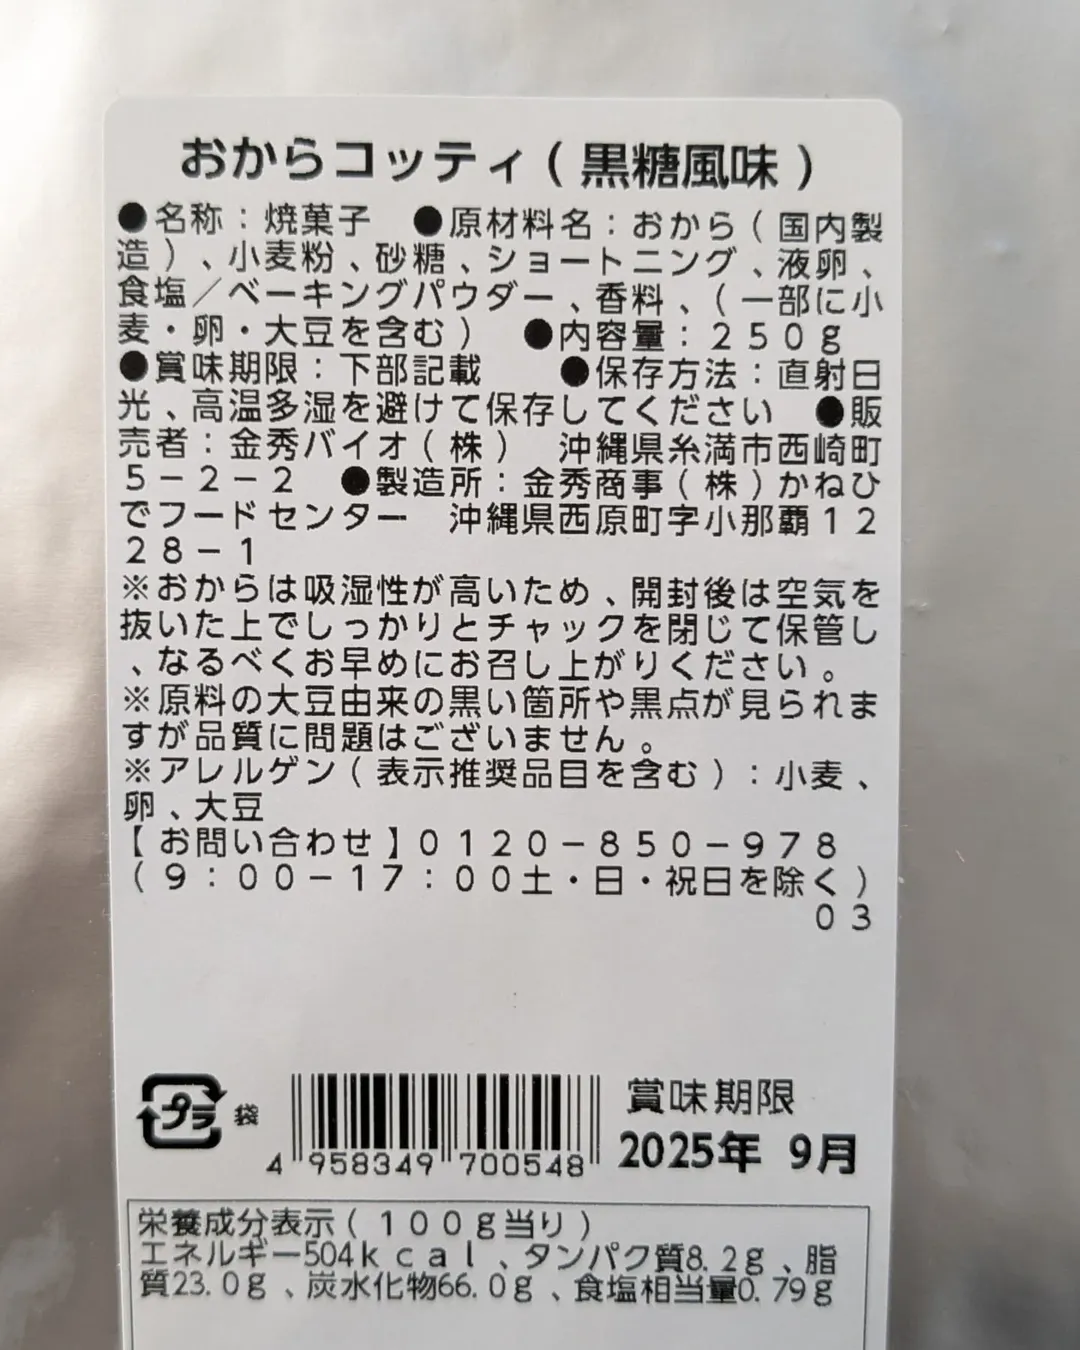 おからコッティ(黒糖風味)
●名称：焼菓子　●原材料名：おから(国内製
造)、小麦粉、砂糖、ショートニング、液卵、
食塩／ベーキングパウダー、香料、(一部に小
麦・卵・大豆を含む)　●内容量：２５０ｇ
●賞味期限：下部記載　　●保存方法：直射日
光、高温多湿を避けて保存してください　●販
売者：金秀バイオ(株)　沖縄県糸満市西崎町
５−２−２　●製造所：金秀商事(株)かねひ
でフードセンター　沖縄県西原町字小那覇１２
２８−１
※おからは吸湿性が高いため、開封後は空気を
抜いた上でしっかりとチャックを閉じて保管し
、なるべくお早めにお召し上がりください。
※原料の大豆由来の黒い箇所や黒点が見られま
すが品質に問題はございません。
※アレルゲン(表示推奨品目を含む)：小麦、
卵、大豆
【お問い合わせ】０１２０−８５０−９７８
(９：００−１７：００土・日・祝日を除く)
０３
プラ 袋
4 958349 700548
賞味期限
2025年 9月
栄養成分表示(１００ｇ当り)
エネルギー504ｋｃａｌ、タンパク質8.2ｇ、脂
質23.0ｇ、炭水化物66.0ｇ、食塩相当量0.79ｇ